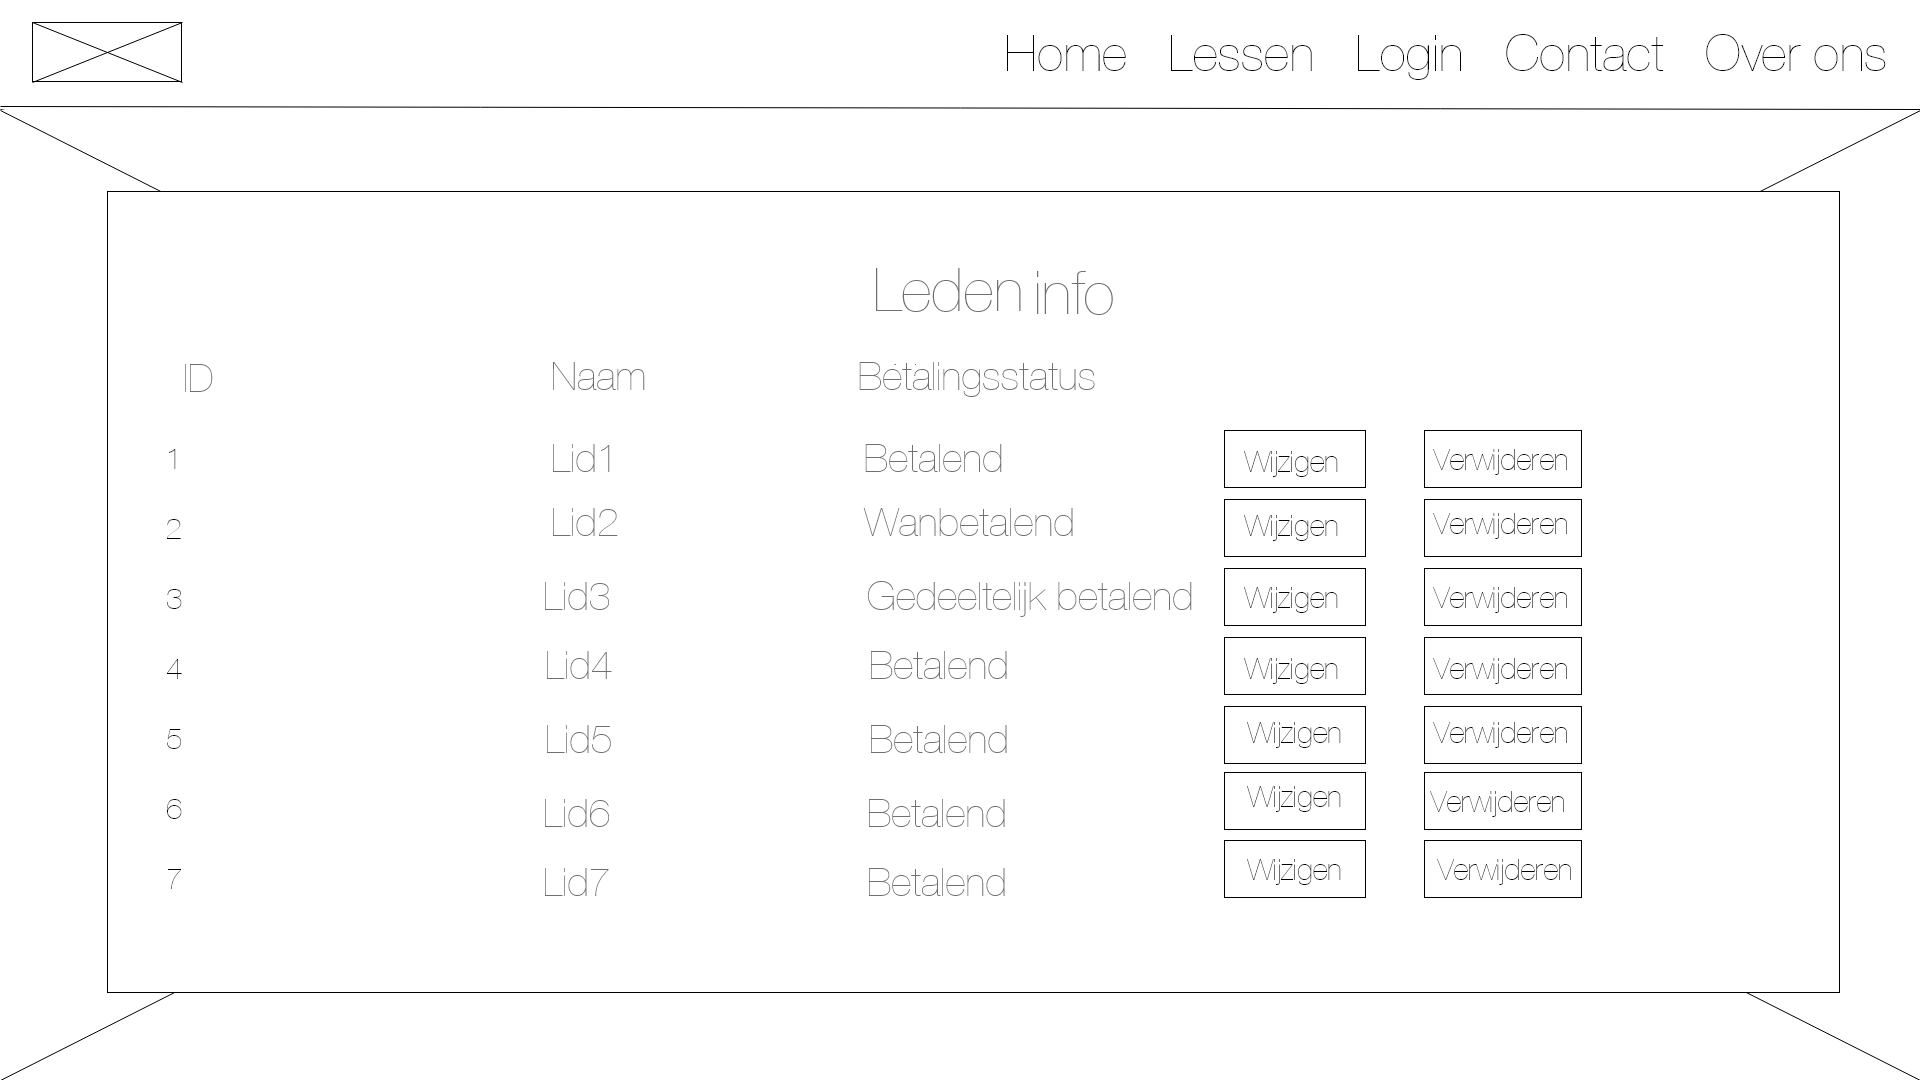 Home Lessen Login Contact Over ons
Leden info
ID Naam Betalingsstatus
1 Lid1 Betalend Wijzigen Verwijderen
2 Lid2 Wanbetalend Wijzigen Verwijderen
3 Lid3 Gedeeltelijk betalend Wijzigen Verwijderen
4 Lid4 Betalend Wijzigen Verwijderen
5 Lid5 Betalend Wijzigen Verwijderen
6 Lid6 Betalend Wijzigen Verwijderen
7 Lid7 Betalend Wijzigen Verwijderen